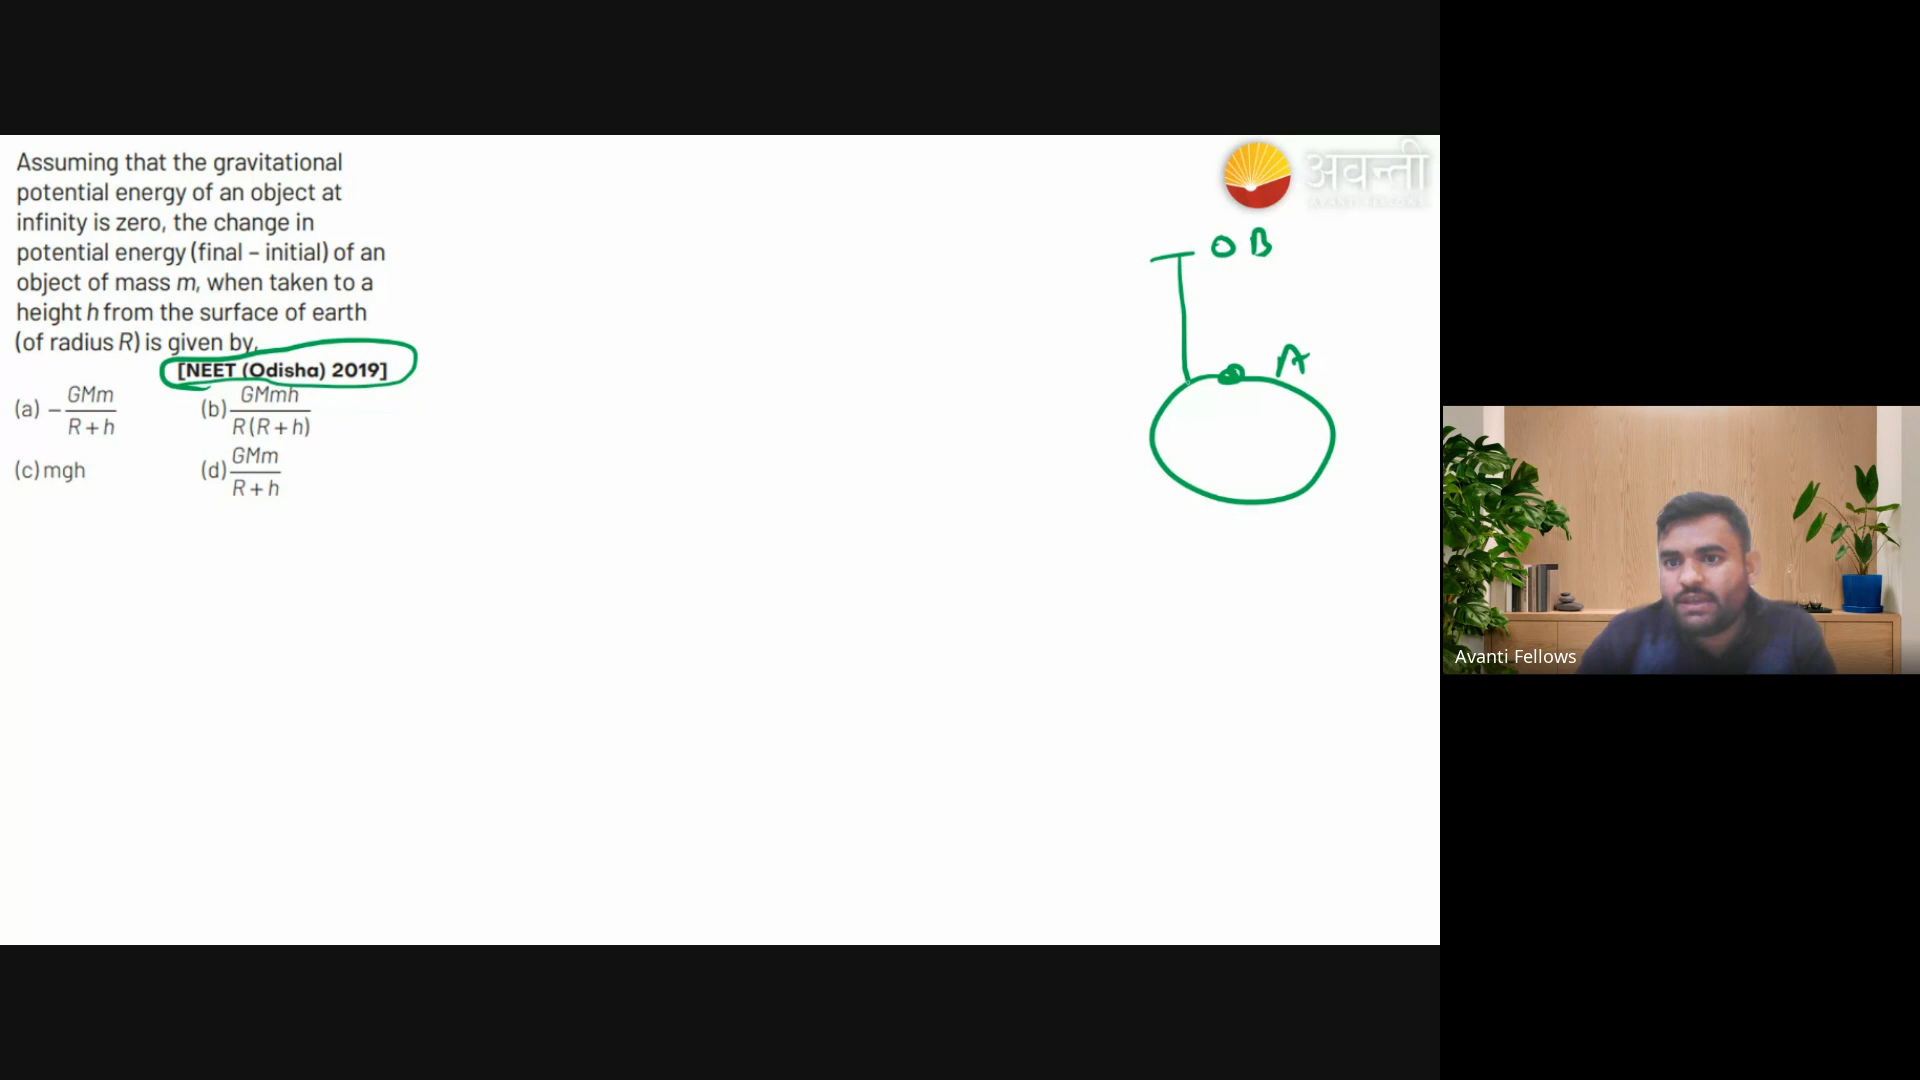 Assuming that the gravitational
potential energy of an object at
infinity is zero, the change in
potential energy (final – initial) of an
object of mass m, when taken to a
height h from the surface of earth
(of radius R) is given by,
[NEET (Odisha) 2019]
(a) – GMm / R + h (b) GMmh / R (R + h)
(c) mgh (d) GMm / R + h
अवन्ती
AVANTI FELLOWS
B
A
Avanti Fellows